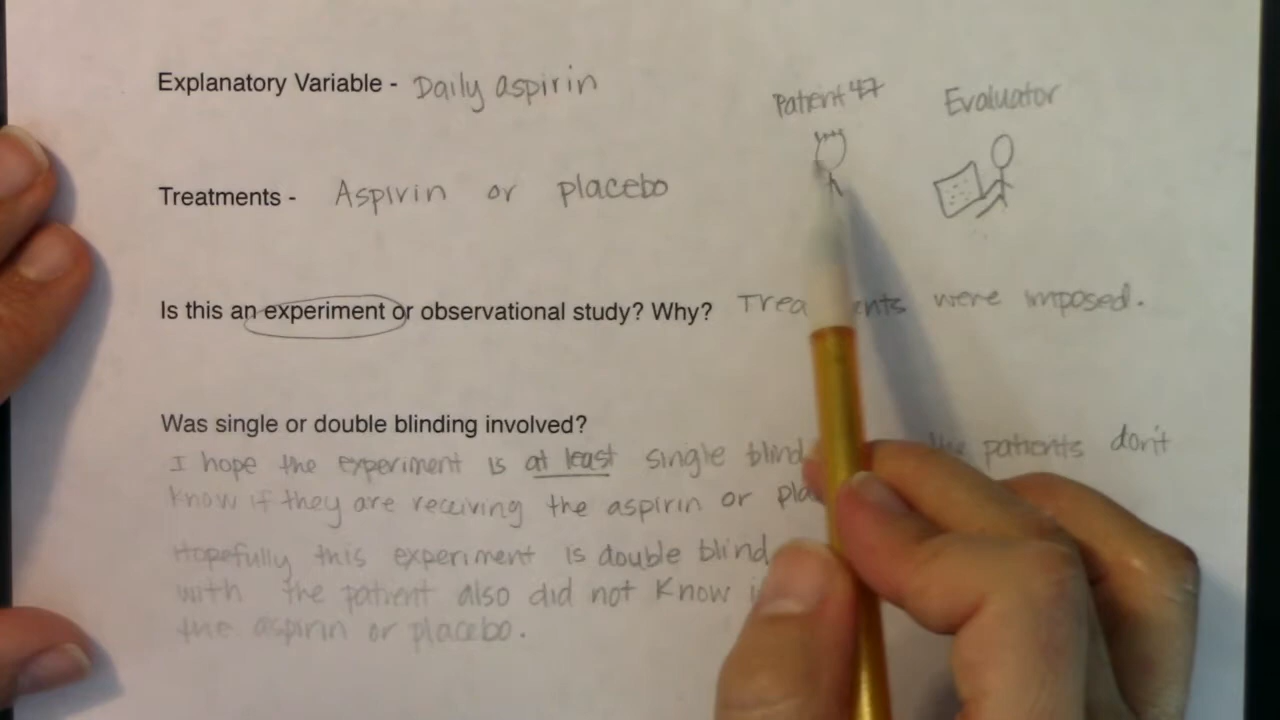 Explanatory Variable - Daily aspirin
Patient 47 Evaluator
Treatments - Aspirin or placebo
Is this an experiment or observational study? Why? Trea ents were imposed.
Was single or double blinding involved?
I hope the experiment is at least single blind the patients don't
know if they are receiving the aspirin or pla
Hopefully this experiment is double blind
with the patient also did not know
the aspirin or placebo.